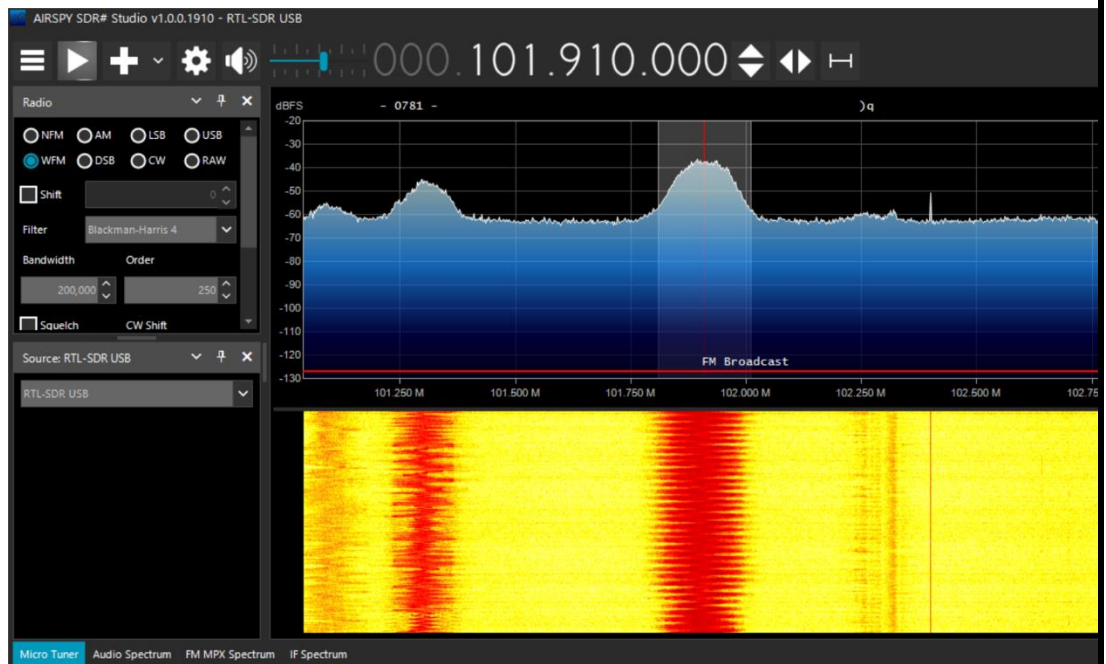 AIRSPY SDR# Studio v1.0.0.1910 - RTL-SDR USB
000.101.910.000
Radio
NFM AM LSB USB
WFM DSB CW RAW
Shift 0
Filter Blackman-Harris 4
Bandwidth Order
200,000 250
Squelch CW Shift
Source: RTL-SDR USB
RTL-SDR USB
dBFS - 0781 - )q
-20
-30
-40
-50
-60
-70
-80
-90
-100
-110
-120
-130
FM Broadcast
101.250 M 101.500 M 101.750 M 102.000 M 102.250 M 102.500 M 102.75
Micro Tuner Audio Spectrum FM MPX Spectrum IF Spectrum